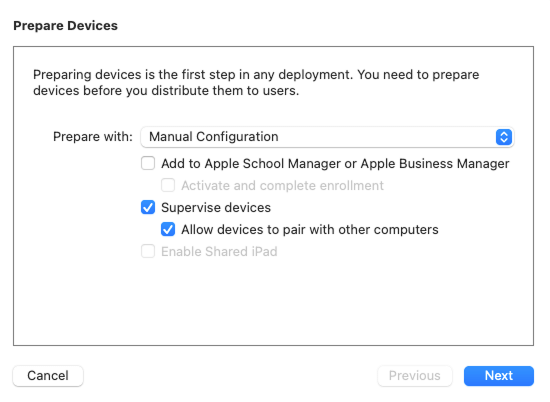 Prepare Devices
Preparing devices is the first step in any deployment. You need to prepare
devices before you distribute them to users.
Prepare with: Manual Configuration
Add to Apple School Manager or Apple Business Manager
Activate and complete enrollment
Supervise devices
Allow devices to pair with other computers
Enable Shared iPad
Cancel Previous Next